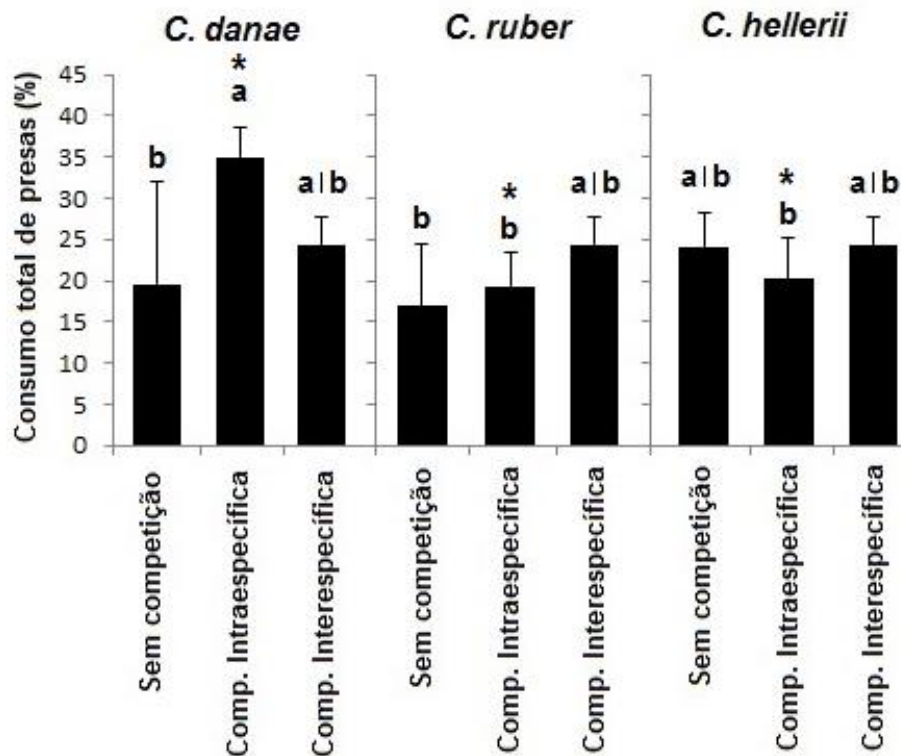 C. danae
C. ruber
C. hellerii
Consumo total de presas (%)
45
40
35
30
25
20
15
10
5
0
b
*
a
a|b
b
*
b
a|b
a|b
*
b
a|b
Sem competição
Comp. Intraespecífica
Comp. Interespecífica
Sem competição
Comp. Intraespecífica
Comp. Interespecífica
Sem competição
Comp. Intraespecífica
Comp. Interespecífica